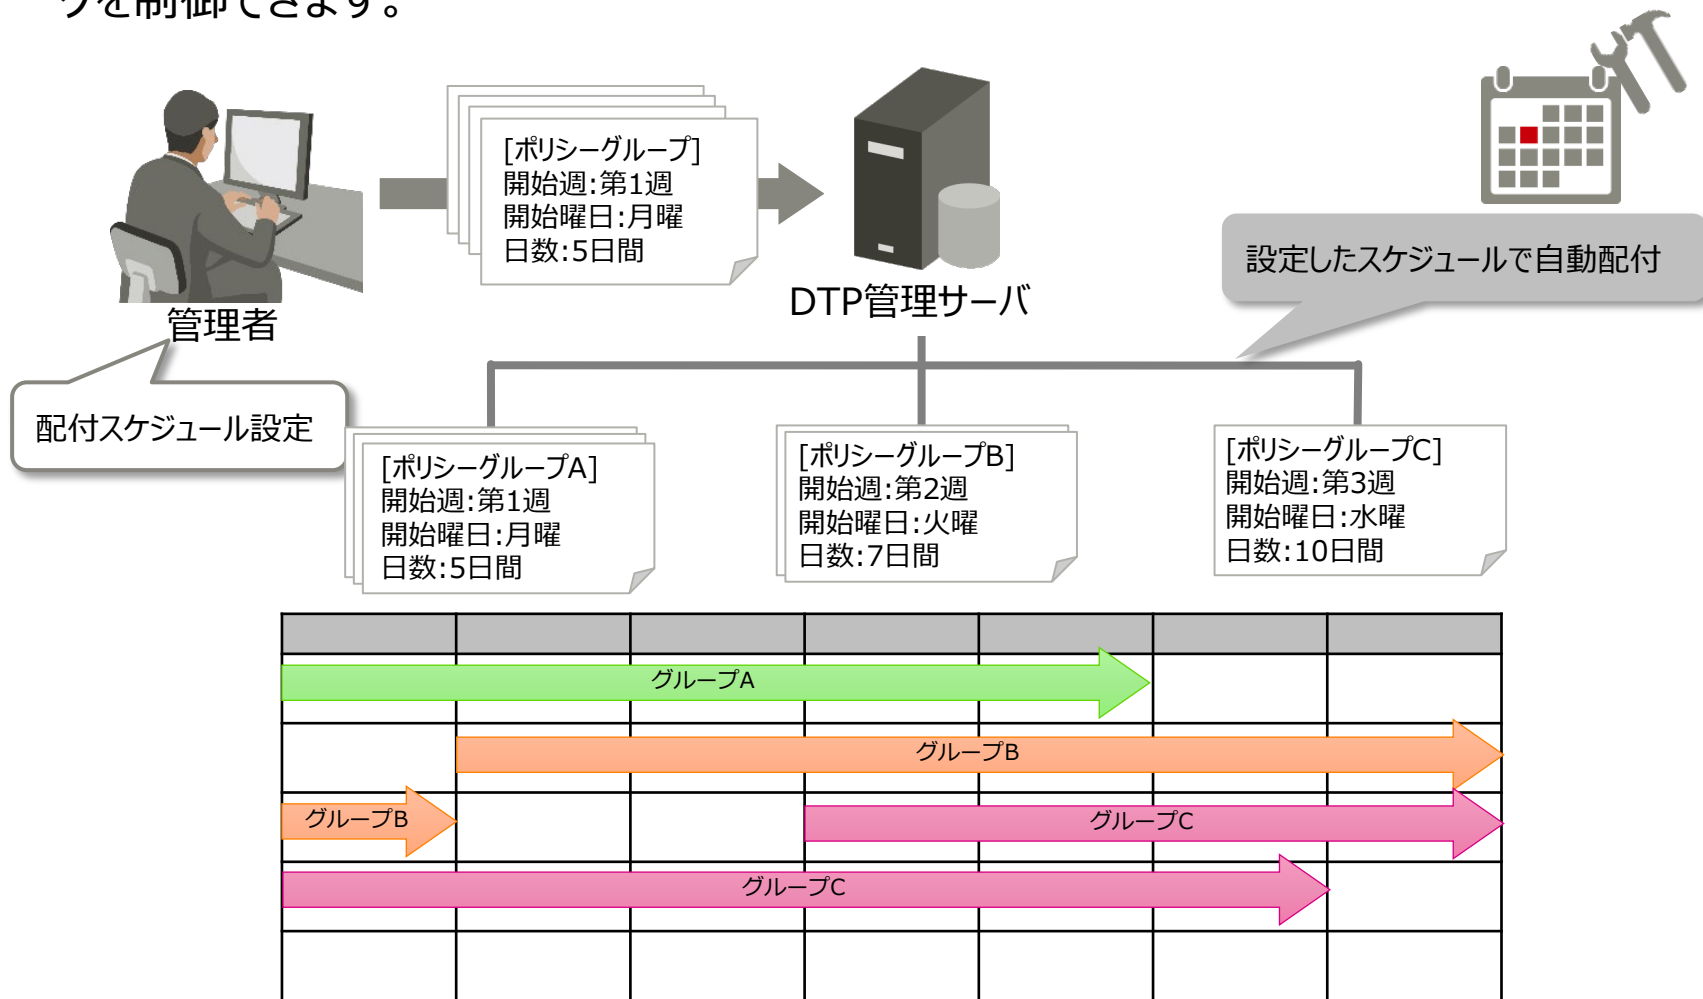 を制御できます。
[ポリシーグループ]
開始週:第1週
開始曜日:月曜
日数:5日間
設定したスケジュールで自動配付
DTP管理サーバ
管理者
配付スケジュール設定
[ポリシーグループA]
開始週:第1週
開始曜日:月曜
日数:5日間
[ポリシーグループB]
開始週:第2週
開始曜日:火曜
日数:7日間
[ポリシーグループC]
開始週:第3週
開始曜日:水曜
日数:10日間
グループA
グループB
グループB
グループC
グループC